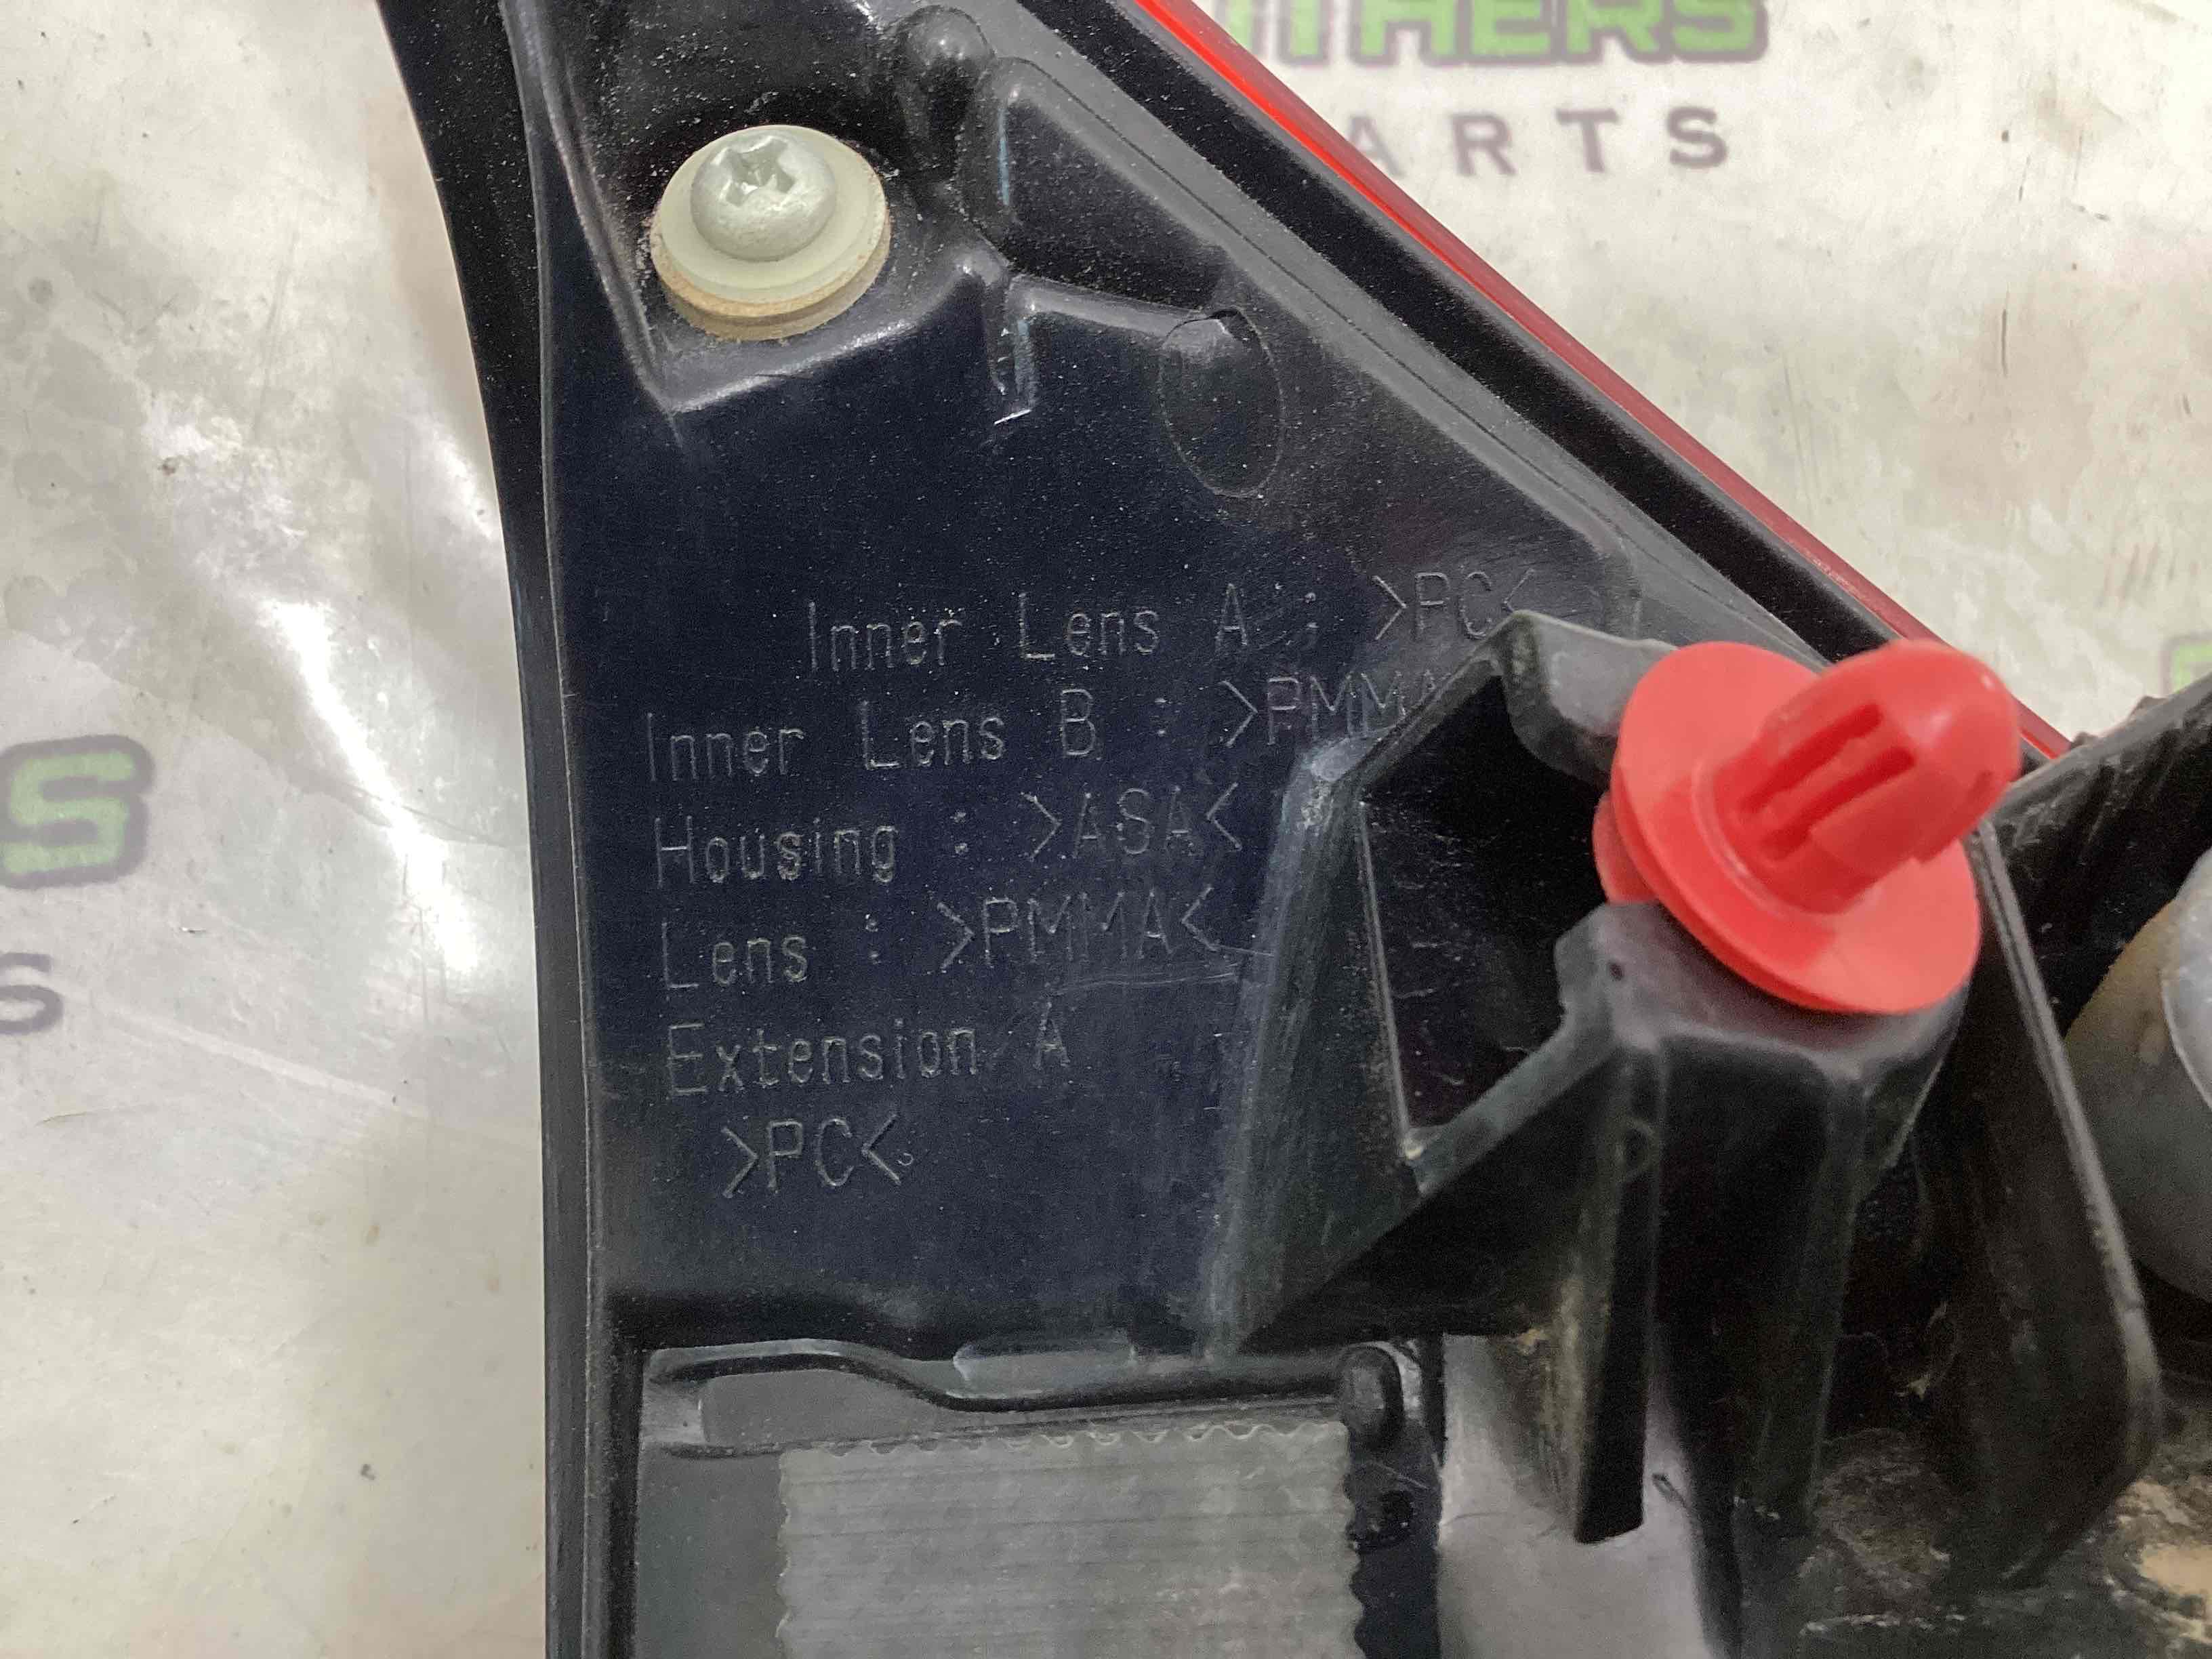 ARTS
Inner Lens A : >PC<
Inner Lens B : >PMMA
Housing : >ASA<
Lens : >PMMA<
Extension A
>PC<